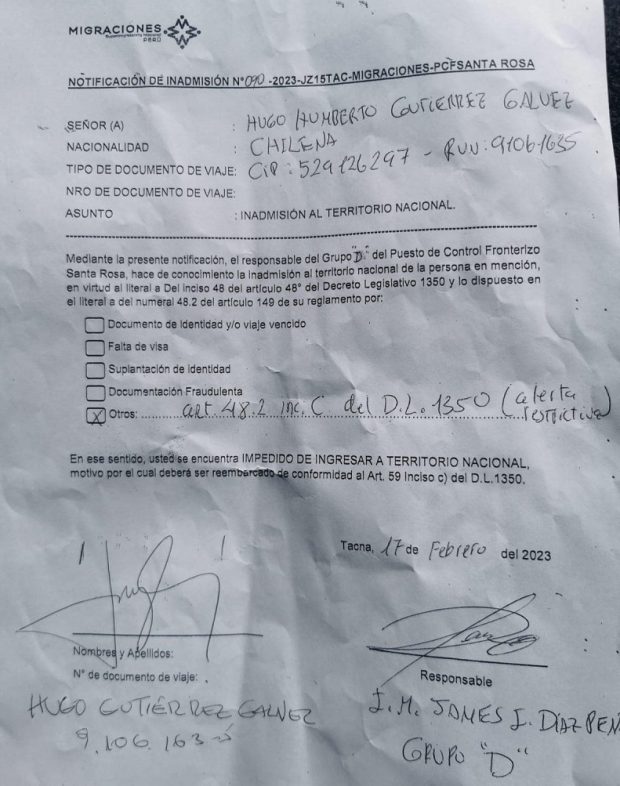 MIGRACIONES
PERÚ
NOTIFICACIÓN DE INADMISIÓN N°090-2023-JZ15TAC-MIGRACIONES-PCFSANTA ROSA
SEÑOR (A) : HUGO HUMBERTO GUTIERREZ GALVEZ
NACIONALIDAD : CHILENA
TIPO DE DOCUMENTO DE VIAJE: CIP: 529126297 - RUN: 9106-1635
NRO DE DOCUMENTO DE VIAJE:
ASUNTO : INADMISIÓN AL TERRITORIO NACIONAL.
Mediante la presente notificación, el responsable del Grupo "D" del Puesto de Control Fronterizo
Santa Rosa, hace de conocimiento la inadmisión al territorio nacional de la persona en mención,
en virtud al literal a Del inciso 48 del artículo 48° del Decreto Legislativo 1350 y lo dispuesto en
el literal a del numeral 48.2 del artículo 149 de su reglamento por:
Documento de identidad y/o viaje vencido
Falta de visa
Suplantación de identidad
Documentación Fraudulenta
X Otros: art. 48.2 inc. C del D.L. 1350 (alerta
restrictiva)
En ese sentido, usted se encuentra IMPEDIDO DE INGRESAR A TERRITORIO NACIONAL,
motivo por el cual deberá ser reembarcado de conformidad al Art. 59 Inciso c) del D.L.1350.
Tacna, 17 de Febrero del 2023
Nombres y Apellidos:
N° de documento de viaje:
HUGO GUTIÉRREZ GALVEZ
9.106.163-5
Responsable
I.M. JAMES I. DÍAZ PEÑ
GRUPO "D"